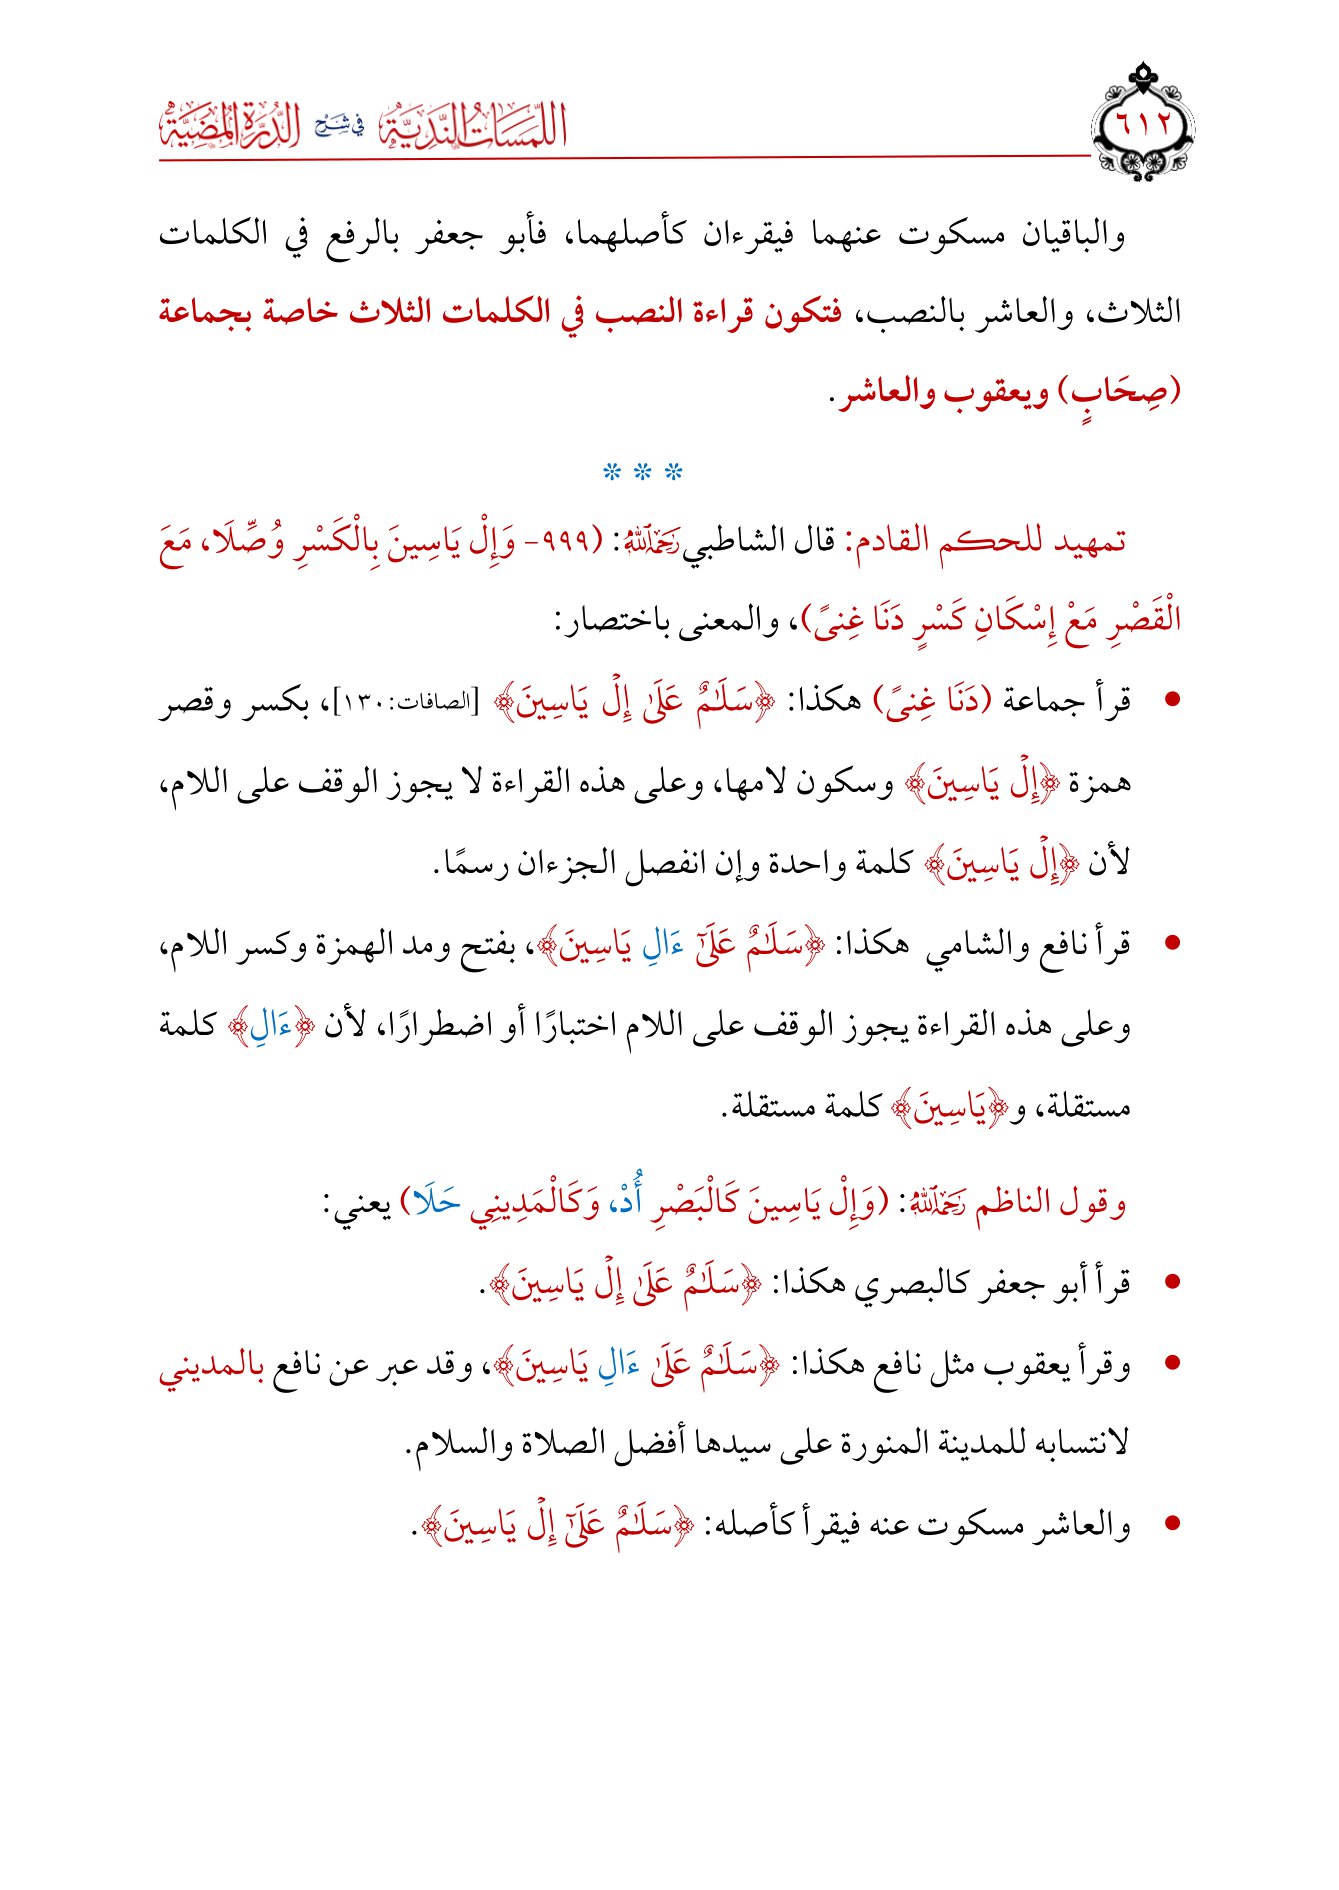 اللمسات الندية في شرح الدرة المضية
٦١٢
والباقيان مسكوت عنهما فيقرءان كأصلهما، فأبو جعفر بالرفع في الكلمات
الثلاث، والعاشر بالنصب، فتكون قراءة النصب في الكلمات الثلاث خاصة بجماعة
(صِحَابٍ) ويعقوب والعاشر.
* * *
تمهيد للحكم القادم: قال الشاطبي رحمه الله: (٩٩٩- وَإِلْ يَاسِينَ بِالْكَسْرِ وُصِّلَا، مَعَ
الْقَصْرِ مَعْ إِسْكَانِ كَسْرٍ دَنَا غِنىً)، والمعنى باختصار:
• قرأ جماعة (دَنَا غِنىً) هكذا: ﴿سَلَٰمٌ عَلَىٰ إِلۡ يَاسِينَ﴾ [الصافات: ١٣٠]، بكسر وقصر
همزة ﴿إِلۡ يَاسِينَ﴾ وسكون لامها، وعلى هذه القراءة لا يجوز الوقف على اللام،
لأن ﴿إِلۡ يَاسِينَ﴾ كلمة واحدة وإن انفصل الجزءان رسمًا.
• قرأ نافع والشامي هكذا: ﴿سَلَٰمٌ عَلَىٰٓ ءَالِ يَاسِينَ﴾، بفتح ومد الهمزة وكسر اللام،
وعلى هذه القراءة يجوز الوقف على اللام اختبارًا أو اضطرارًا، لأن ﴿ءَالِ﴾ كلمة
مستقلة، و﴿يَاسِينَ﴾ كلمة مستقلة.
وقول الناظم رحمه الله: (وَإِلْ يَاسِينَ كَالْبَصْرِ أُدْ، وَكَالْمَدِينِي حَلَا) يعني:
• قرأ أبو جعفر كالبصري هكذا: ﴿سَلَٰمٌ عَلَىٰ إِلۡ يَاسِينَ﴾.
• وقرأ يعقوب مثل نافع هكذا: ﴿سَلَٰمٌ عَلَىٰ ءَالِ يَاسِينَ﴾، وقد عبر عن نافع بالمديني
لانتسابه للمدينة المنورة على سيدها أفضل الصلاة والسلام.
• والعاشر مسكوت عنه فيقرأ كأصله: ﴿سَلَٰمٌ عَلَىٰٓ إِلۡ يَاسِينَ﴾.